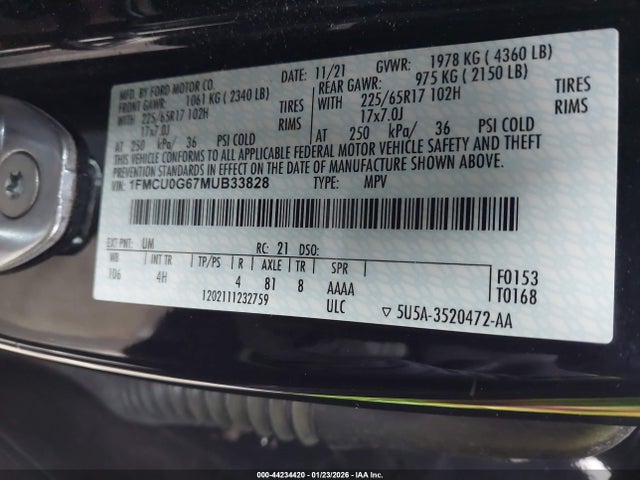 MFD. BY FORD MOTOR CO.
DATE: 11/21
GVWR: 1978 KG ( 4360 LB)
FRONT GAWR: 1061 KG ( 2340 LB)
REAR GAWR: 975 KG ( 2150 LB)
WITH 225/65R17 102H TIRES
WITH 225/65R17 102H TIRES
17x7.0J RIMS
17x7.0J RIMS
AT 250 kPa/ 36 PSI COLD
AT 250 kPa/ 36 PSI COLD
THIS VEHICLE CONFORMS TO ALL APPLICABLE FEDERAL MOTOR VEHICLE SAFETY AND THEFT
PREVENTION STANDARDS IN EFFECT ON THE DATE OF MANUFACTURE SHOWN ABOVE.
VIN: 1FMCU0G67MUB33828
TYPE: MPV
EXT PNT: UM RC: 21 DSO:
WB INT TR TP/PS R AXLE TR SPR
106 4H 4 81 8 AAAA
1202111232759 ULC
F0153
T0168
▽ 5U5A-3520472-AA
000-44234420 - 01/23/2026 - IAA Inc.